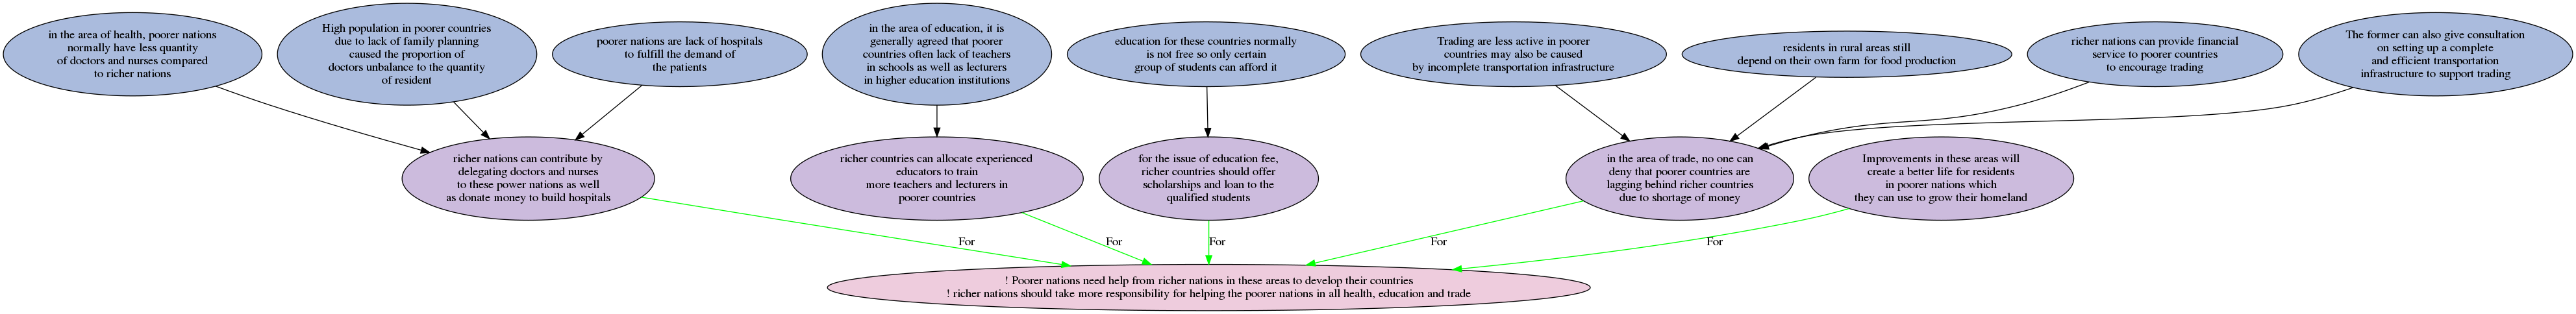 in the area of health, poorer nations
normally have less quantity
of doctors and nurses compared
to richer nations
High population in poorer countries
due to lack of family planning
caused the proportion of
doctors unbalance to the quantity
of resident
poorer nations are lack of hospitals
to fulfill the demand of
the patients
in the area of education, it is
generally agreed that poorer
countries often lack of teachers
in schools as well as lecturers
in higher education institutions
education for these countries normally
is not free so only certain
group of students can afford it
Trading are less active in poorer
countries may also be caused
by incomplete transportation infrastructure
residents in rural areas still
depend on their own farm for food production
richer nations can provide financial
service to poorer countries
to encourage trading
The former can also give consultation
on setting up a complete
and efficient transportation
infrastructure to support trading
richer nations can contribute by
delegating doctors and nurses
to these power nations as well
as donate money to build hospitals
richer countries can allocate experienced
educators to train
more teachers and lecturers in
poorer countries
for the issue of education fee,
richer countries should offer
scholarships and loan to the
qualified students
in the area of trade, no one can
deny that poorer countries are
lagging behind richer countries
due to shortage of money
Improvements in these areas will
create a better life for residents
in poorer nations which
they can use to grow their homeland
For
For
For
For
For
! Poorer nations need help from richer nations in these areas to develop their countries
! richer nations should take more responsibility for helping the poorer nations in all health, education and trade